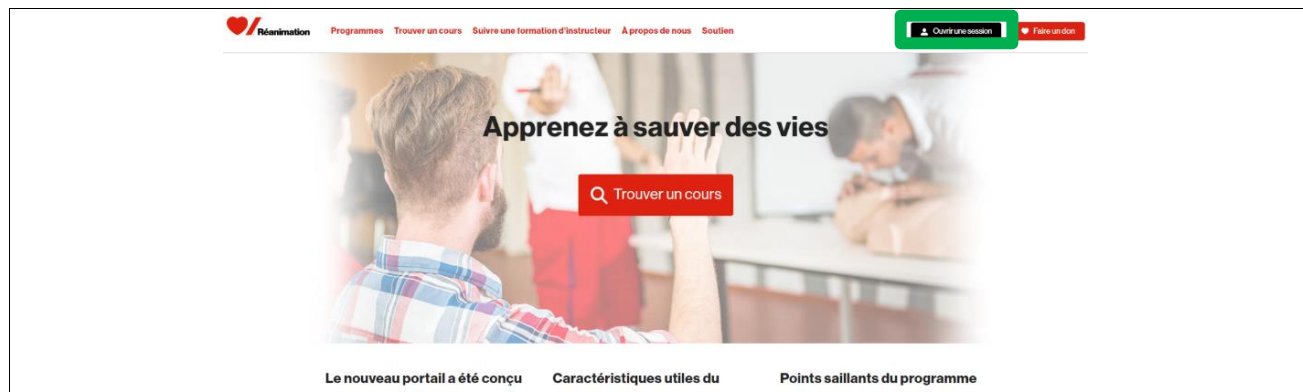 Réanimation
Programmes Trouver un cours Suivre une formation d'instructeur À propos de nous Soutien
Ouvrir une session
Faire un don
Apprenez à sauver des vies
Trouver un cours
Le nouveau portail a été conçu
Caractéristiques utiles du
Points saillants du programme